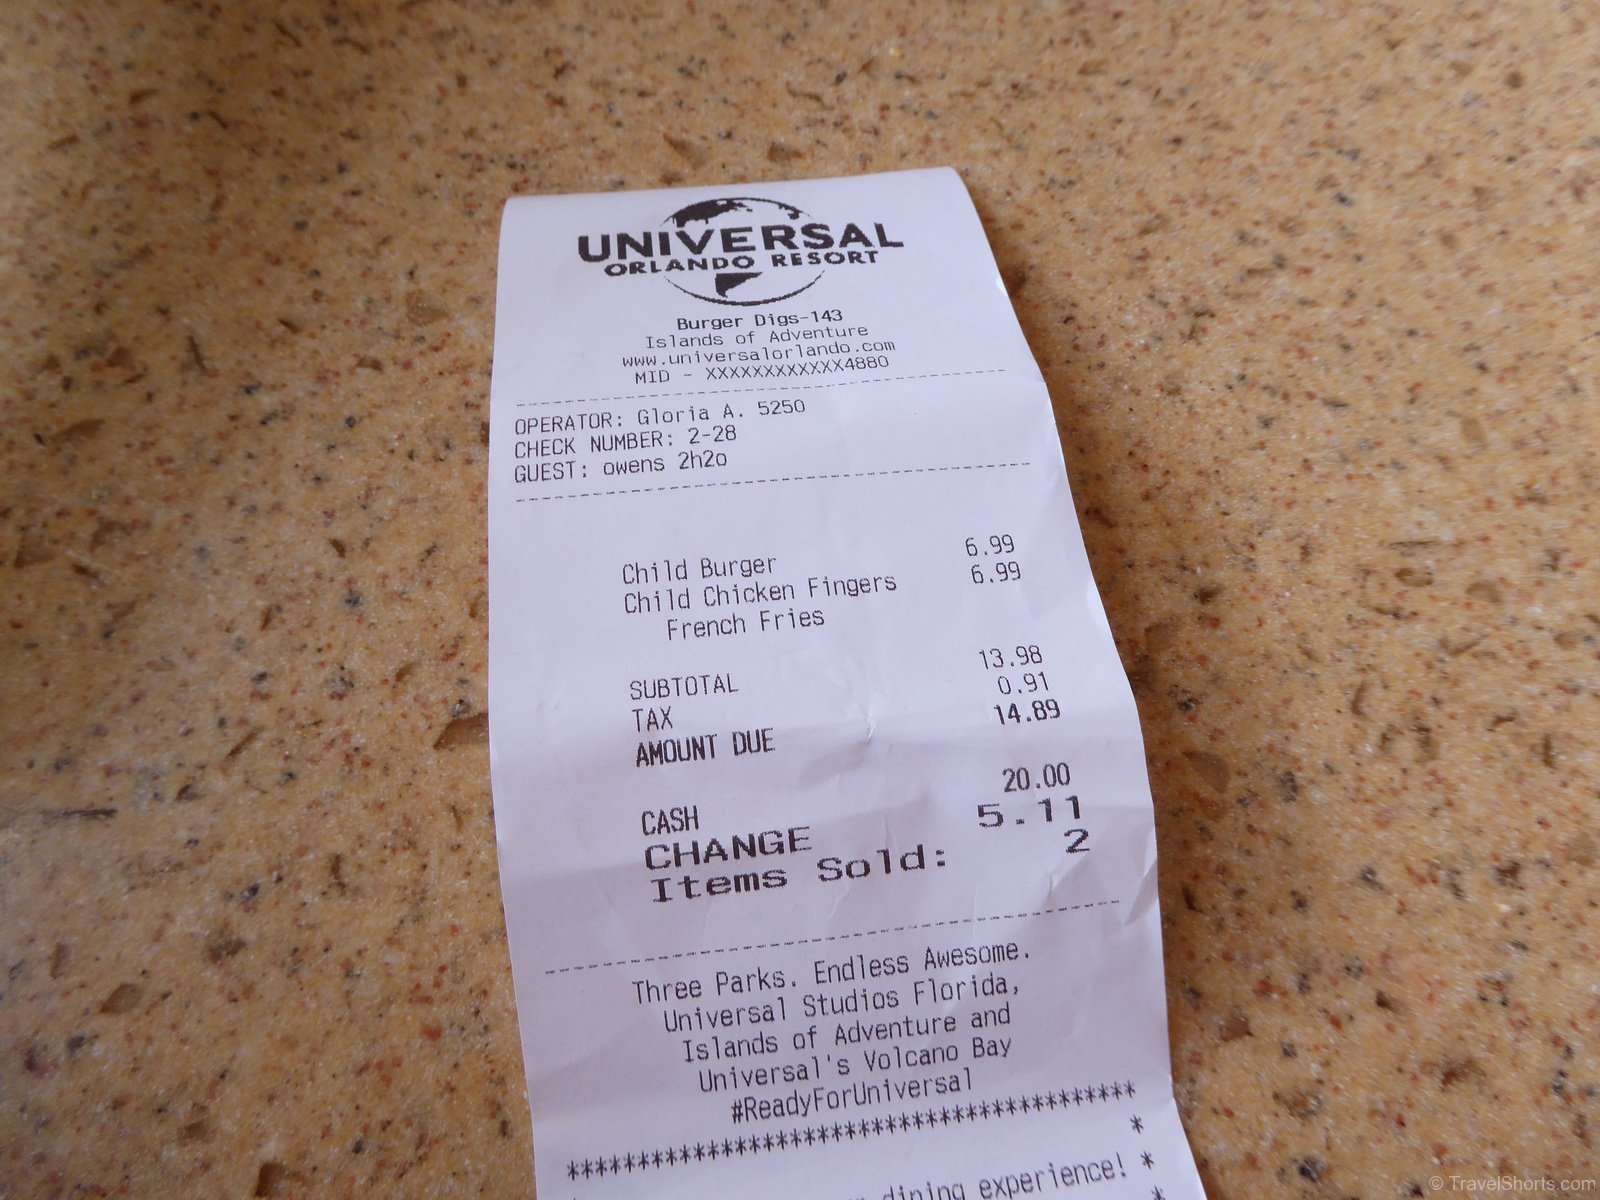 UNIVERSAL
ORLANDO RESORT
Burger Digs-143
Islands of Adventure
www.universalorlando.com
MID - XXXXXXXXXXXX4880
OPERATOR: Gloria A. 5250
CHECK NUMBER: 2-28
GUEST: owens 2h2o
Child Burger 6.99
Child Chicken Fingers 6.99
French Fries
SUBTOTAL 13.98
TAX 0.91
AMOUNT DUE 14.89
CASH 20.00
CHANGE 5.11
Items Sold: 2
Three Parks. Endless Awesome.
Universal Studios Florida,
Islands of Adventure and
Universal's Volcano Bay
#ReadyForUniversal
****************************************
*
dining experience! *
*
© TravelShorts.com